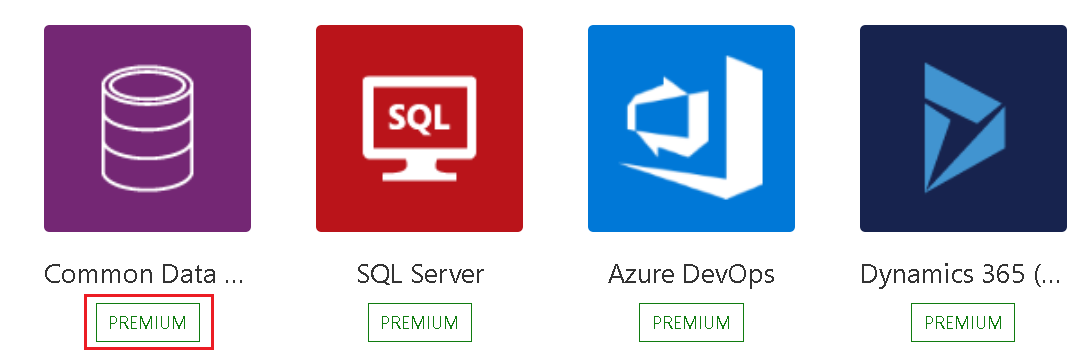 SQL
Common Data ...
SQL Server
Azure DevOps
Dynamics 365 (...
PREMIUM
PREMIUM
PREMIUM
PREMIUM